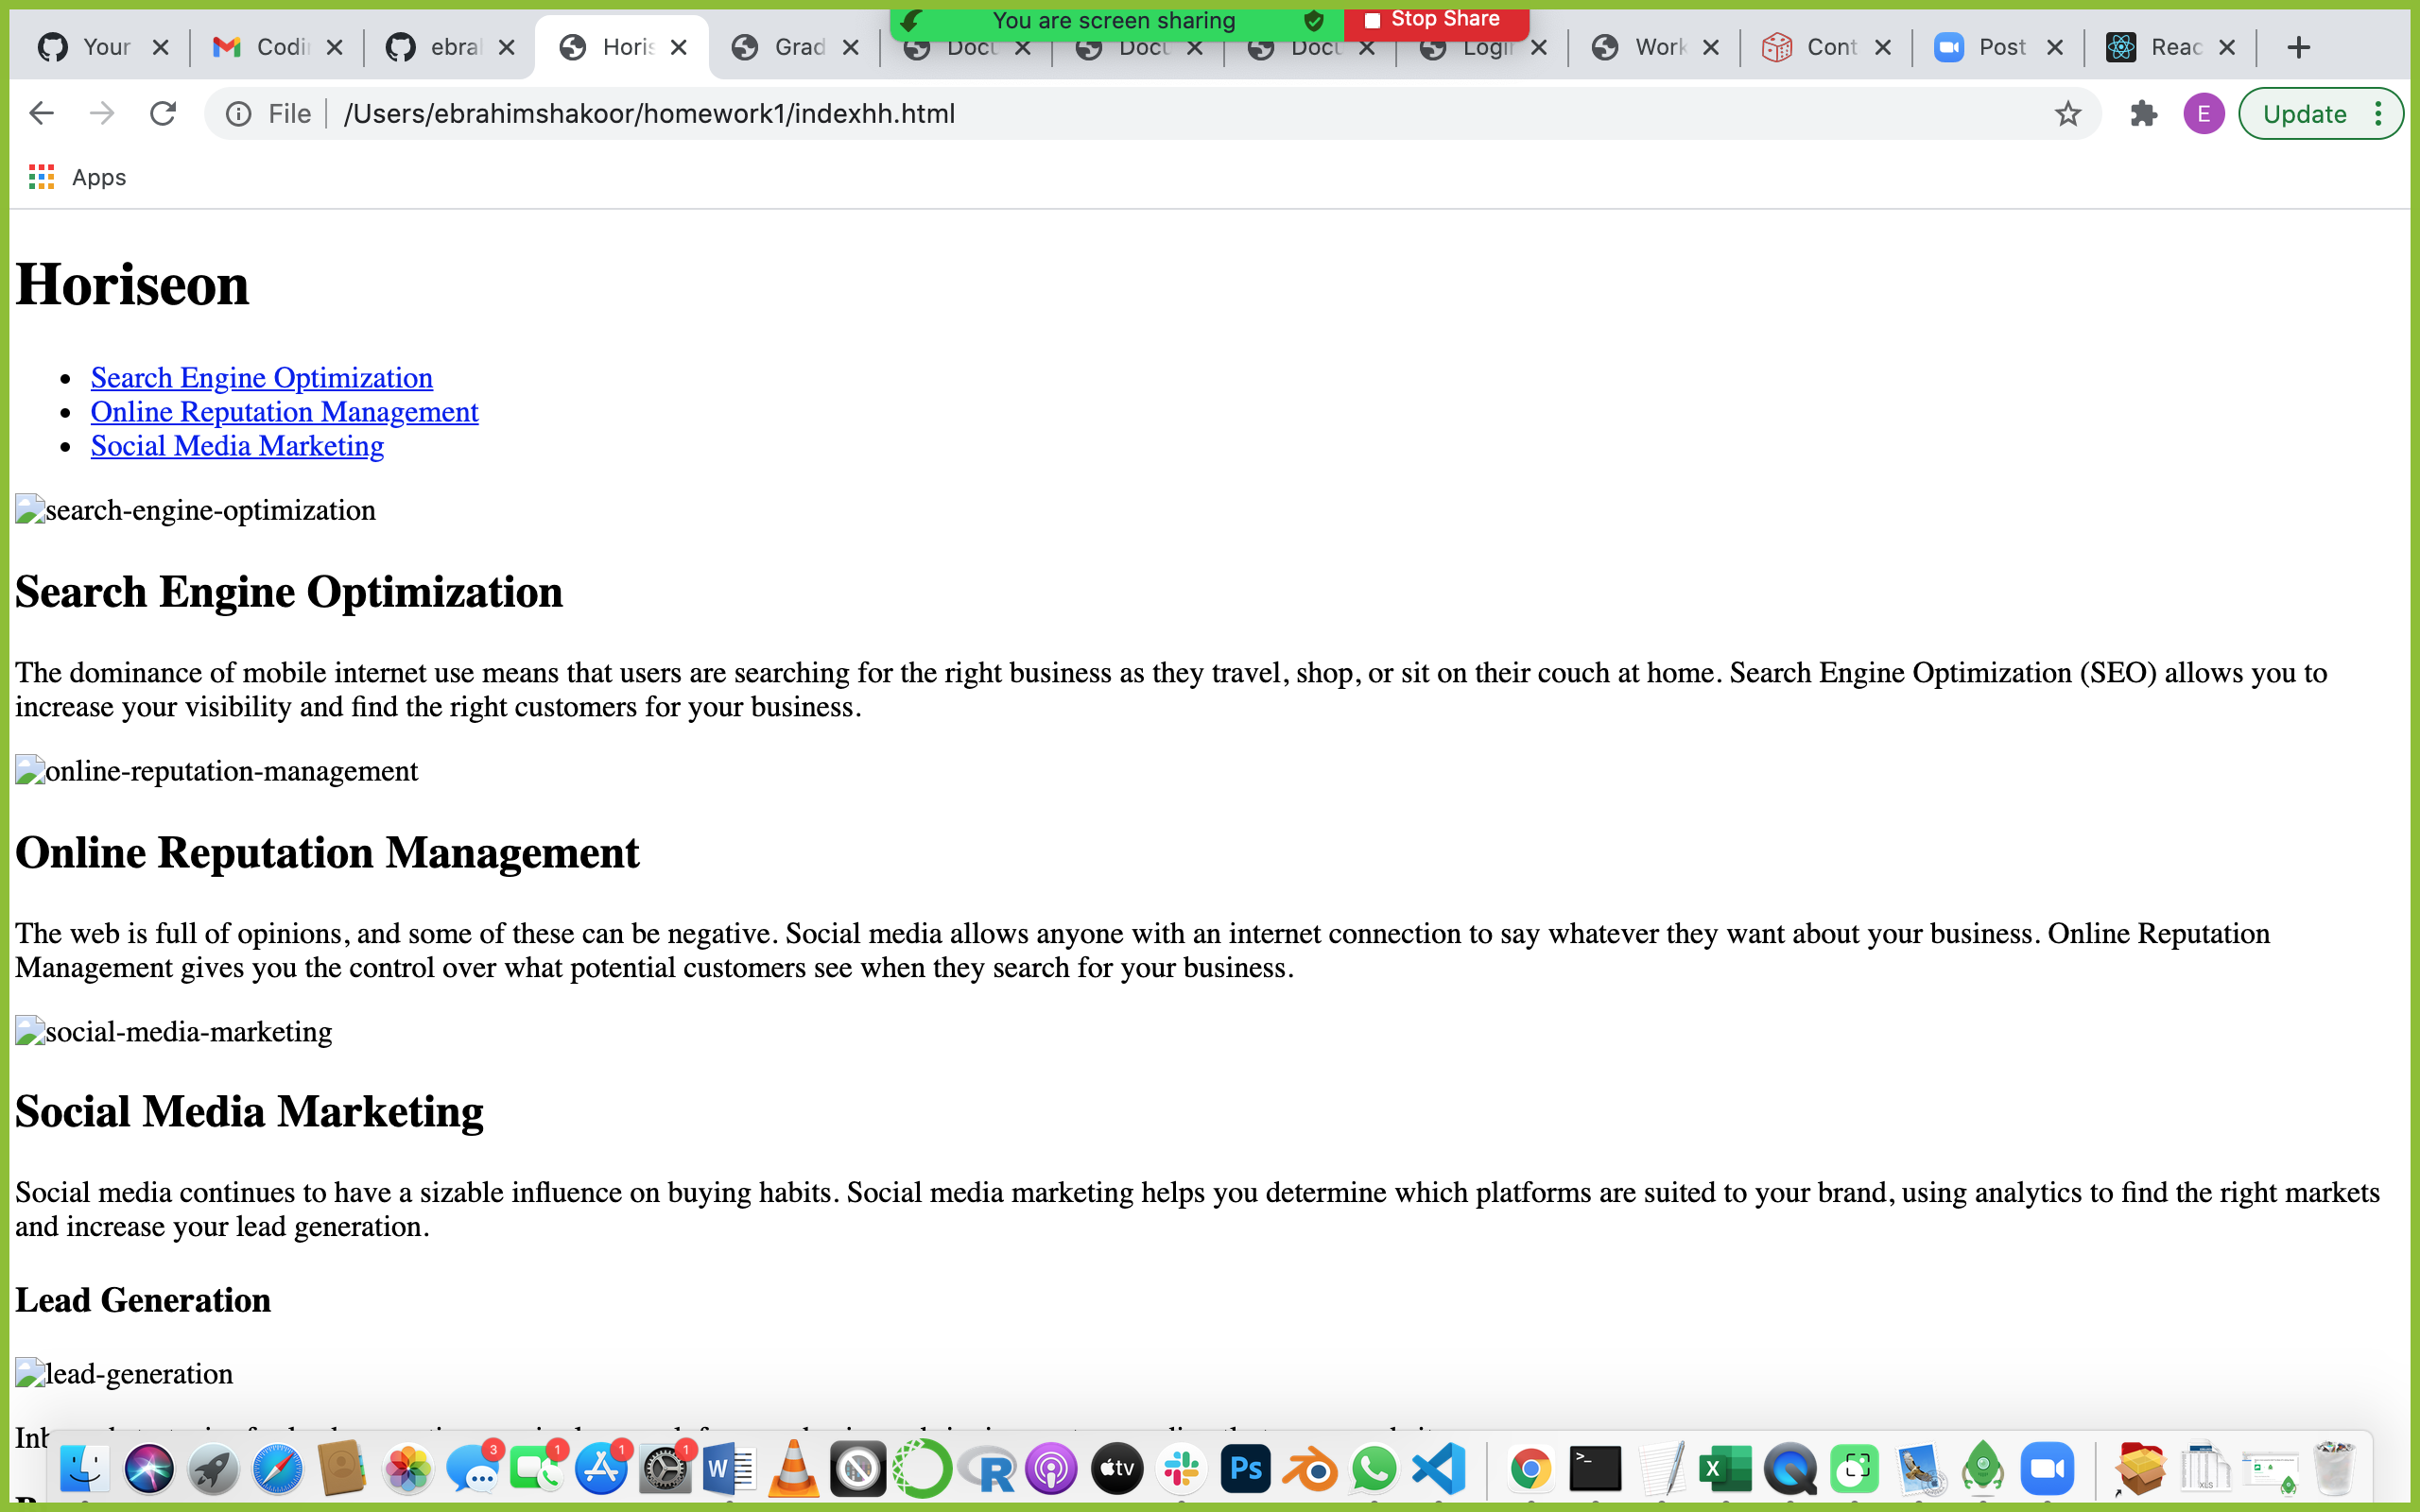 You are screen sharing Stop Share
Your Codi ebra Horis Grad Docu Docu Docu Login Work Cont Post Reac
File /Users/ebrahimshakoor/homework1/indexhh.html E Update
Apps
Horiseon
Search Engine Optimization
Online Reputation Management
Social Media Marketing
search-engine-optimization
Search Engine Optimization
The dominance of mobile internet use means that users are searching for the right business as they travel, shop, or sit on their couch at home. Search Engine Optimization (SEO) allows you to
increase your visibility and find the right customers for your business.
online-reputation-management
Online Reputation Management
The web is full of opinions, and some of these can be negative. Social media allows anyone with an internet connection to say whatever they want about your business. Online Reputation
Management gives you the control over what potential customers see when they search for your business.
social-media-marketing
Social Media Marketing
Social media continues to have a sizable influence on buying habits. Social media marketing helps you determine which platforms are suited to your brand, using analytics to find the right markets
and increase your lead generation.
Lead Generation
lead-generation
3 1 1 1 W R tv Ps X XLS